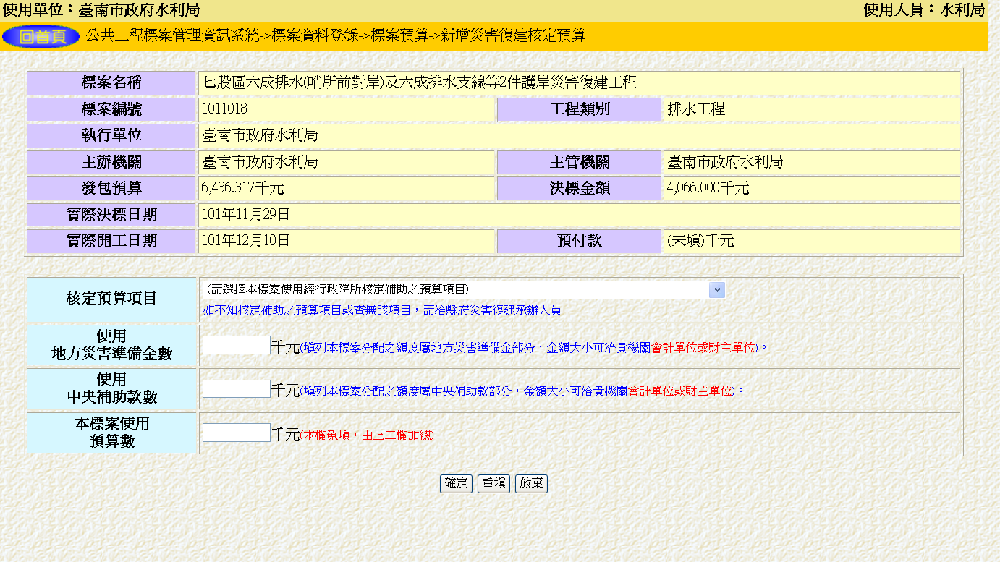 使用單位：臺南市政府水利局 使用人員：水利局
回首頁 公共工程標案管理資訊系統->標案資料登錄->標案預算->新增災害復建核定預算
標案名稱 七股區六成排水(哨所前對岸)及六成排水支線等2件護岸災害復建工程
標案編號 1011018 工程類別 排水工程
執行單位 臺南市政府水利局
主辦機關 臺南市政府水利局 主管機關 臺南市政府水利局
發包預算 6,436.317千元 決標金額 4,066.000千元
實際決標日期 101年11月29日
實際開工日期 101年12月10日 預付款 (未填)千元
核定預算項目 (請選擇本標案使用經行政院所核定補助之預算項目)
如不知核定補助之預算項目或查無該項目，請洽縣府災害復建承辦人員
使用
地方災害準備金數 千元(填列本標案分配之額度屬地方災害準備金部分，金額大小可洽貴機關會計單位或財主單位)。
使用
中央補助款數 千元(填列本標案分配之額度屬中央補助款部分，金額大小可洽貴機關會計單位或財主單位)。
本標案使用
預算數 千元(本欄免填，由上二欄加總)
確定 重填 放棄